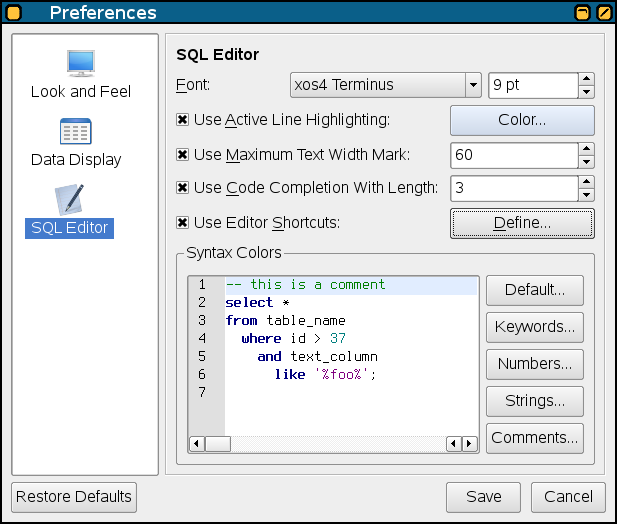 Preferences
Look and Feel
Data Display
SQL Editor
SQL Editor
Font: xos4 Terminus 9 pt
Use Active Line Highlighting: Color...
Use Maximum Text Width Mark: 60
Use Code Completion With Length: 3
Use Editor Shortcuts: Define...
Syntax Colors
1 -- this is a comment
2 select *
3 from table_name
4 where id > 37
5 and text_column
6 like '%foo%';
7
Default...
Keywords...
Numbers...
Strings...
Comments...
Restore Defaults Save Cancel